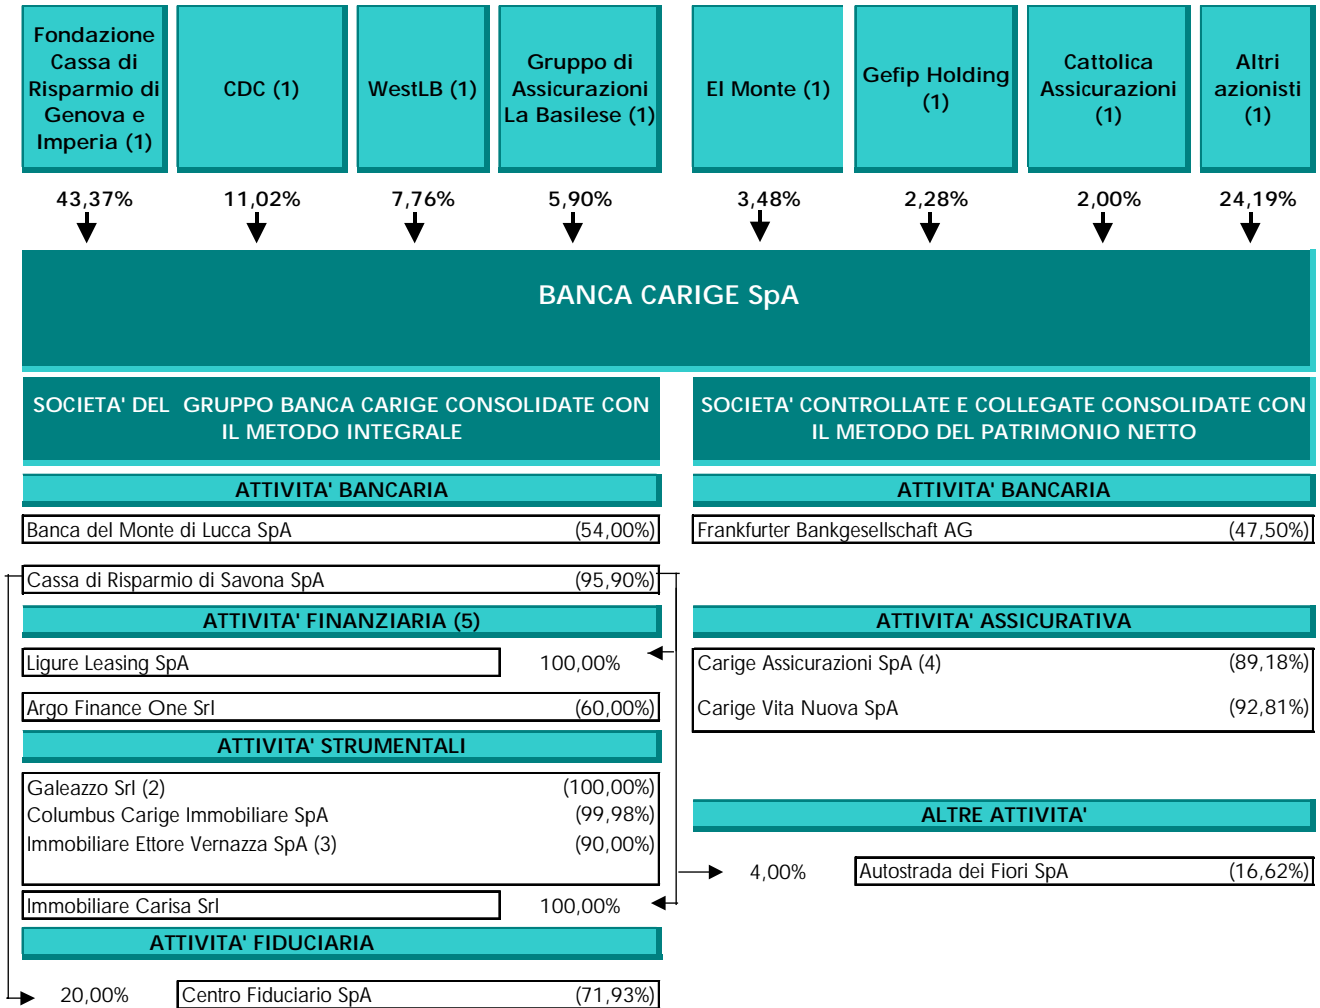 Fondazione
Cassa di
Risparmio di
Genova e
Imperia (1)
CDC (1)
WestLB (1)
Gruppo di
Assicurazioni
La Basilese (1)
El Monte (1)
Gefip Holding
(1)
Cattolica
Assicurazioni
(1)
Altri
azionisti
(1)
43,37% 11,02% 7,76% 5,90% 3,48% 2,28% 2,00% 24,19%
BANCA CARIGE SpA
SOCIETA' DEL GRUPPO BANCA CARIGE CONSOLIDATE CON
IL METODO INTEGRALE
ATTIVITA' BANCARIA
Banca del Monte di Lucca SpA (54,00%)
Cassa di Risparmio di Savona SpA (95,90%)
ATTIVITA' FINANZIARIA (5)
Ligure Leasing SpA 100,00%
Argo Finance One Srl (60,00%)
ATTIVITA' STRUMENTALI
Galeazzo Srl (2) (100,00%)
Columbus Carige Immobiliare SpA (99,98%)
Immobiliare Ettore Vernazza SpA (3) (90,00%)
Immobiliare Carisa Srl 100,00%
ATTIVITA' FIDUCIARIA
20,00% Centro Fiduciario SpA (71,93%)
SOCIETA' CONTROLLATE E COLLEGATE CONSOLIDATE CON
IL METODO DEL PATRIMONIO NETTO
ATTIVITA' BANCARIA
Frankfurter Bankgesellschaft AG (47,50%)
ATTIVITA' ASSICURATIVA
Carige Assicurazioni SpA (4) (89,18%)
Carige Vita Nuova SpA (92,81%)
ALTRE ATTIVITA'
4,00% Autostrada dei Fiori SpA (16,62%)